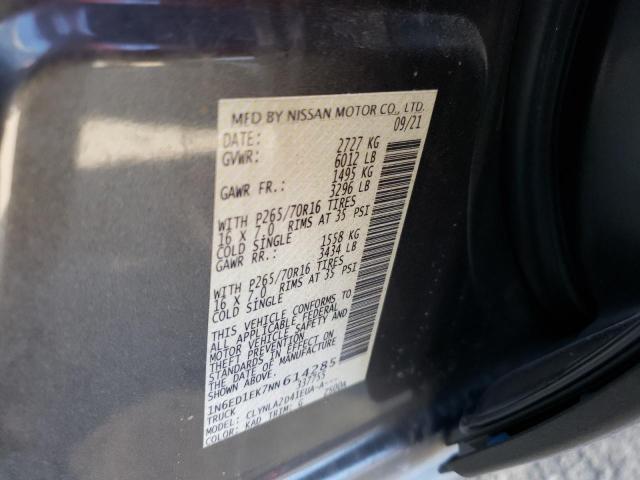 MFD BY NISSAN MOTOR CO., LTD.
DATE: 09/21
GVWR: 2727 KG
6012 LB
GAWR FR.: 1495 KG
3296 LB
WITH P265/70R16 TIRES
16 X 7.0 RIMS AT 35 PSI
COLD SINGLE
GAWR RR.: 1558 KG
3434 LB
WITH P265/70R16 TIRES
16 X 7.0 RIMS AT 35 PSI
COLD SINGLE
THIS VEHICLE CONFORMS TO
ALL APPLICABLE FEDERAL
MOTOR VEHICLE SAFETY AND
THEFT PREVENTION
STANDARDS IN EFFECT ON
THE DATE OF MANUFACTURE
SHOWN ABOVE.
1N6ED1EK7NN614285
TRUCK 337755
MODEL: CLYNLA2D41EUA-A---
COLOR: KAD TRIM: G 2500A